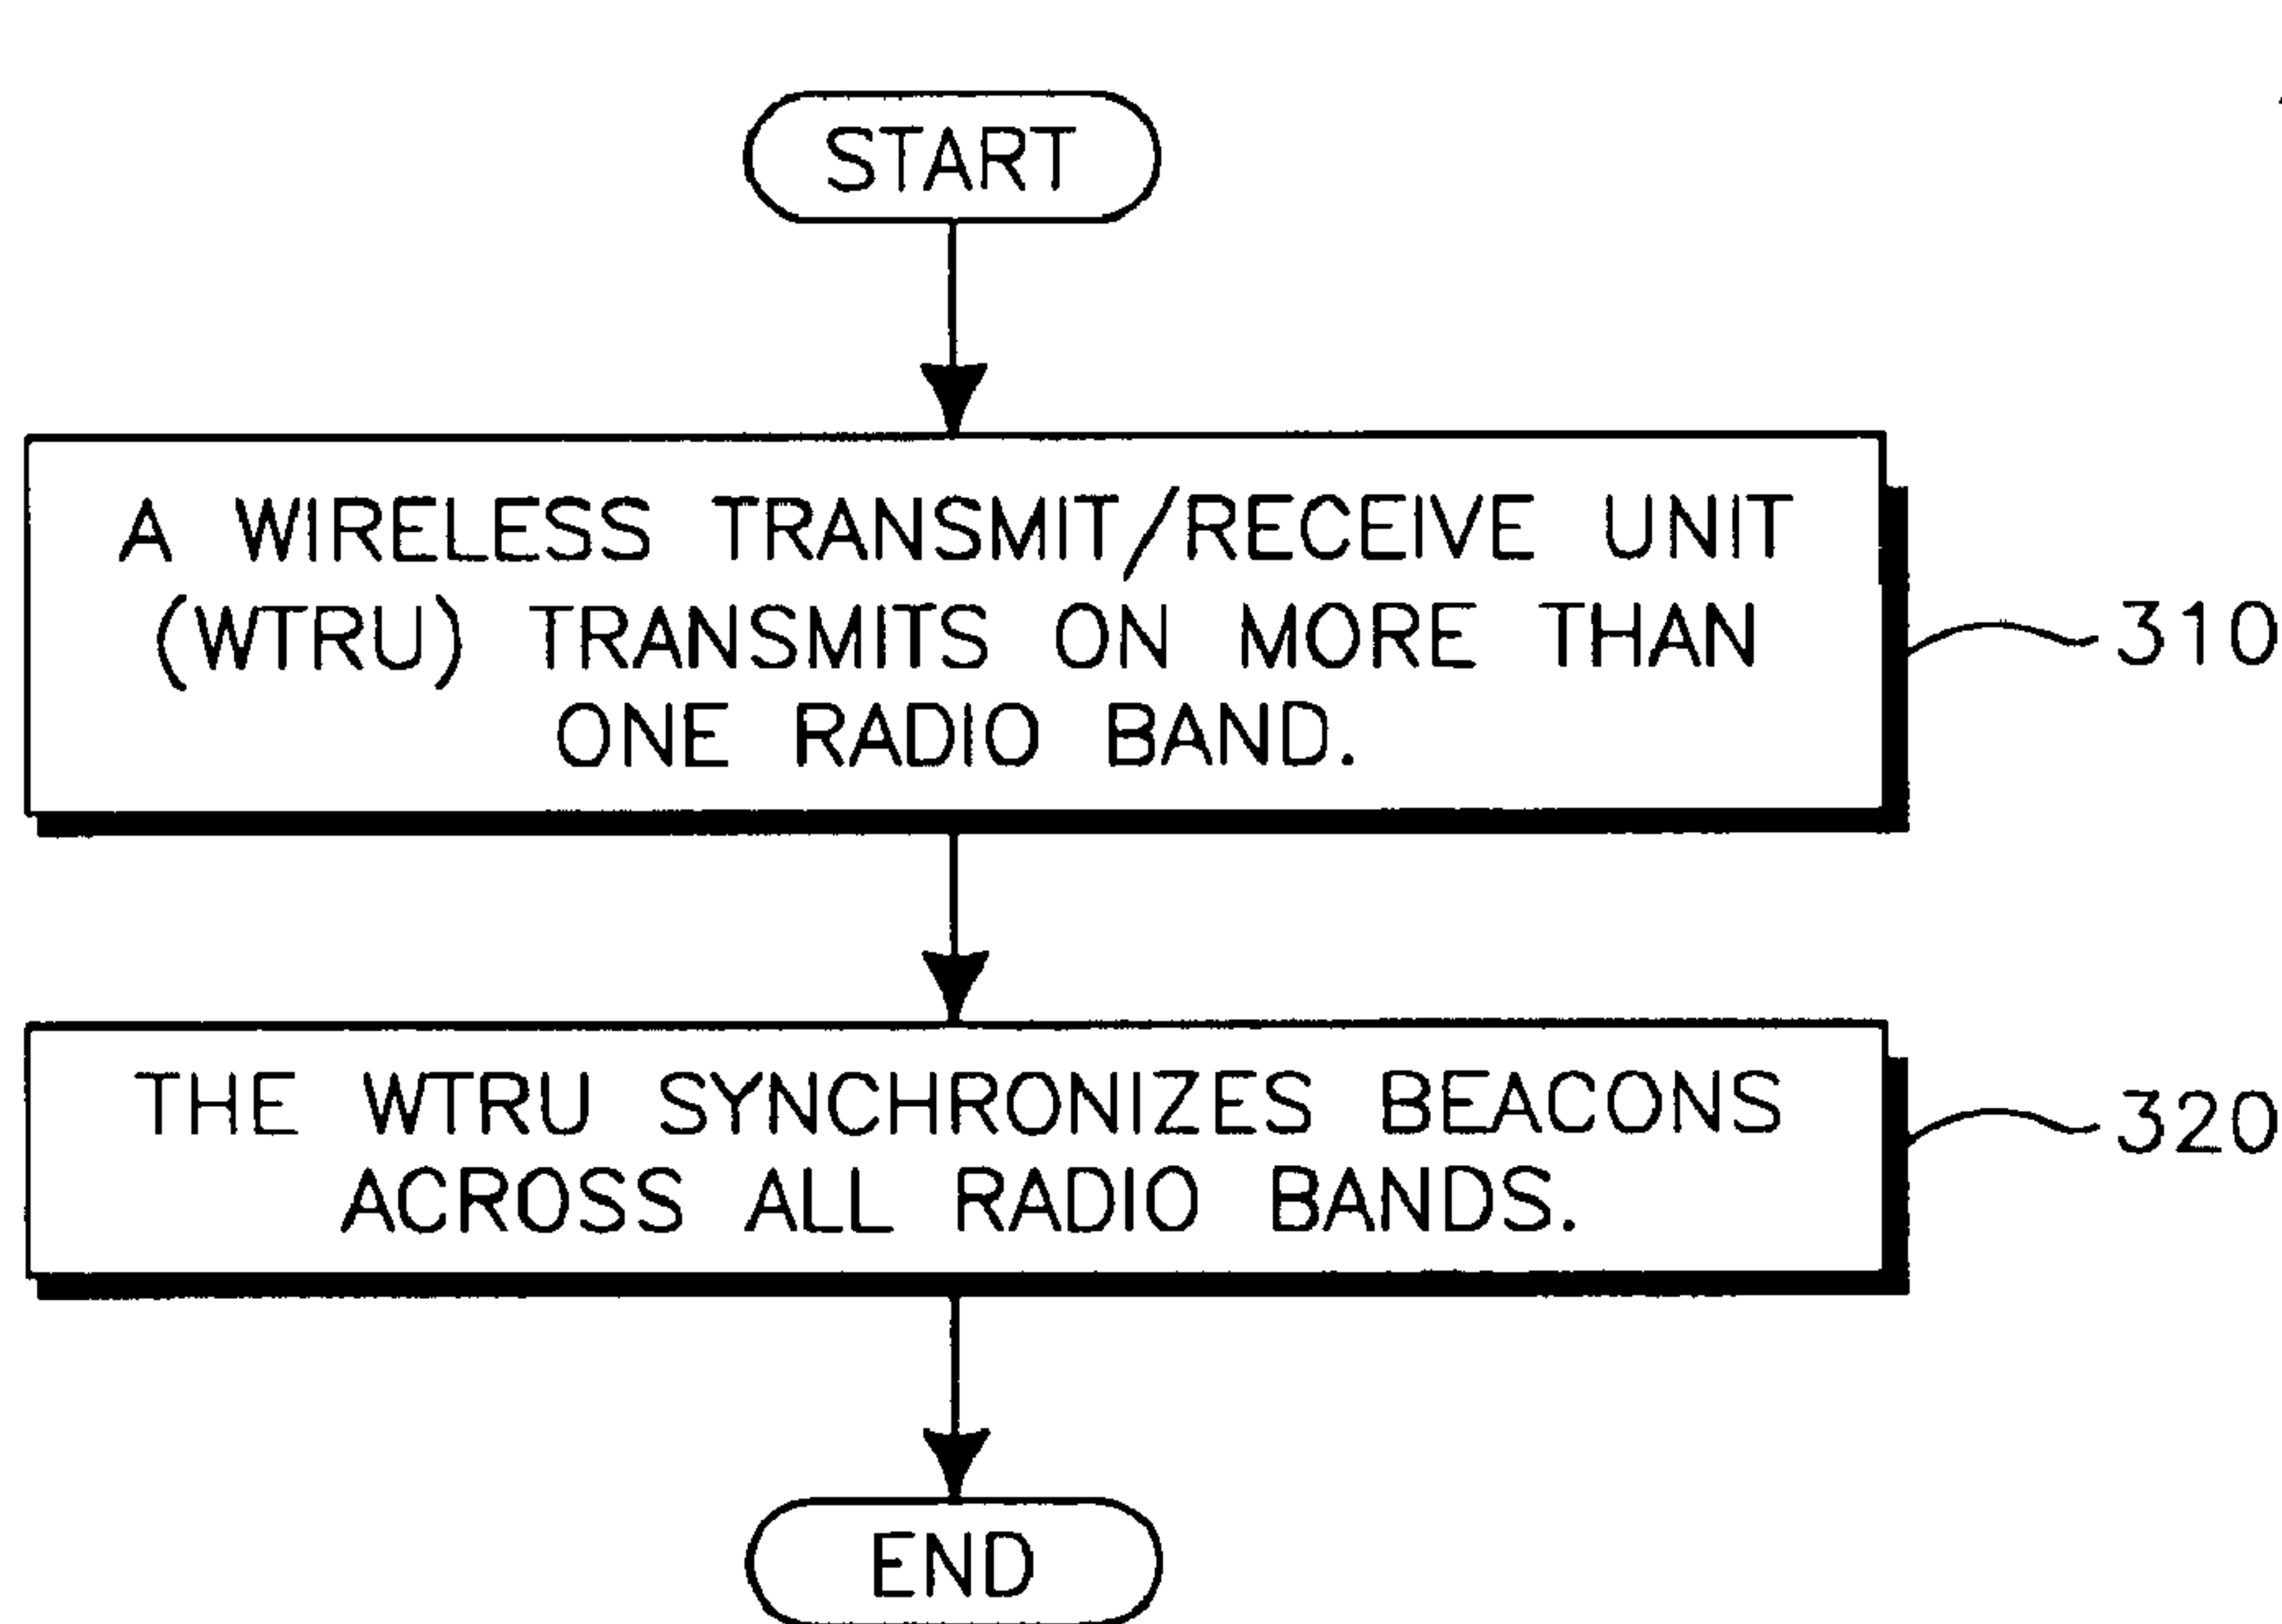 START
A WIRELESS TRANSMIT/RECEIVE UNIT
(WTRU) TRANSMITS ON MORE THAN
ONE RADIO BAND.
310
THE WTRU SYNCHRONIZES BEACONS
ACROSS ALL RADIO BANDS.
320
END